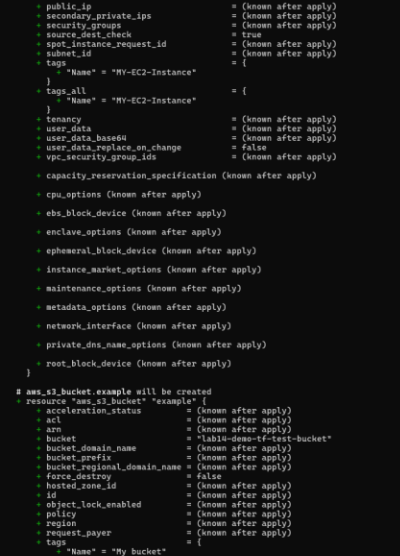 + public_ip = (known after apply)
+ secondary_private_ips = (known after apply)
+ security_groups = (known after apply)
+ source_dest_check = true
+ spot_instance_request_id = (known after apply)
+ subnet_id = (known after apply)
+ tags = {
+ "Name" = "MY-EC2-Instance"
}
+ tags_all = {
+ "Name" = "MY-EC2-Instance"
}
+ tenancy = (known after apply)
+ user_data = (known after apply)
+ user_data_base64 = (known after apply)
+ user_data_replace_on_change = false
+ vpc_security_group_ids = (known after apply)
+ capacity_reservation_specification (known after apply)
+ cpu_options (known after apply)
+ ebs_block_device (known after apply)
+ enclave_options (known after apply)
+ ephemeral_block_device (known after apply)
+ instance_market_options (known after apply)
+ maintenance_options (known after apply)
+ metadata_options (known after apply)
+ network_interface (known after apply)
+ private_dns_name_options (known after apply)
+ root_block_device (known after apply)
}
# aws_s3_bucket.example will be created
+ resource "aws_s3_bucket" "example" {
+ acceleration_status = (known after apply)
+ acl = (known after apply)
+ arn = (known after apply)
+ bucket = "lab14-demo-tf-test-bucket"
+ bucket_domain_name = (known after apply)
+ bucket_prefix = (known after apply)
+ bucket_regional_domain_name = (known after apply)
+ force_destroy = false
+ hosted_zone_id = (known after apply)
+ id = (known after apply)
+ object_lock_enabled = (known after apply)
+ policy = (known after apply)
+ region = (known after apply)
+ request_payer = (known after apply)
+ tags = {
+ "Name" = "My bucket"